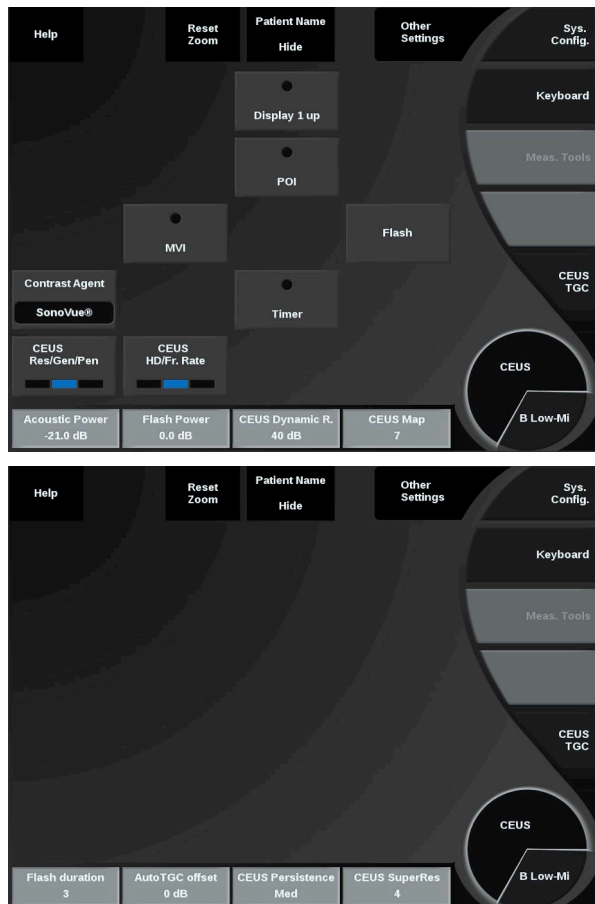 Help
Reset
Zoom
Patient Name
Hide
Other
Settings
Sys.
Config.
Keyboard
Display 1 up
Meas. Tools
POI
MVI
Flash
Contrast Agent
SonoVue®
Timer
CEUS
TGC
CEUS
Res/Gen/Pen
CEUS
HD/Fr. Rate
CEUS
B Low-Mi
Acoustic Power
-21.0 dB
Flash Power
0.0 dB
CEUS Dynamic R.
40 dB
CEUS Map
7
Help
Reset
Zoom
Patient Name
Hide
Other
Settings
Sys.
Config.
Keyboard
Meas. Tools
CEUS
TGC
CEUS
B Low-Mi
Flash duration
3
AutoTGC offset
0 dB
CEUS Persistence
Med
CEUS SuperRes
4